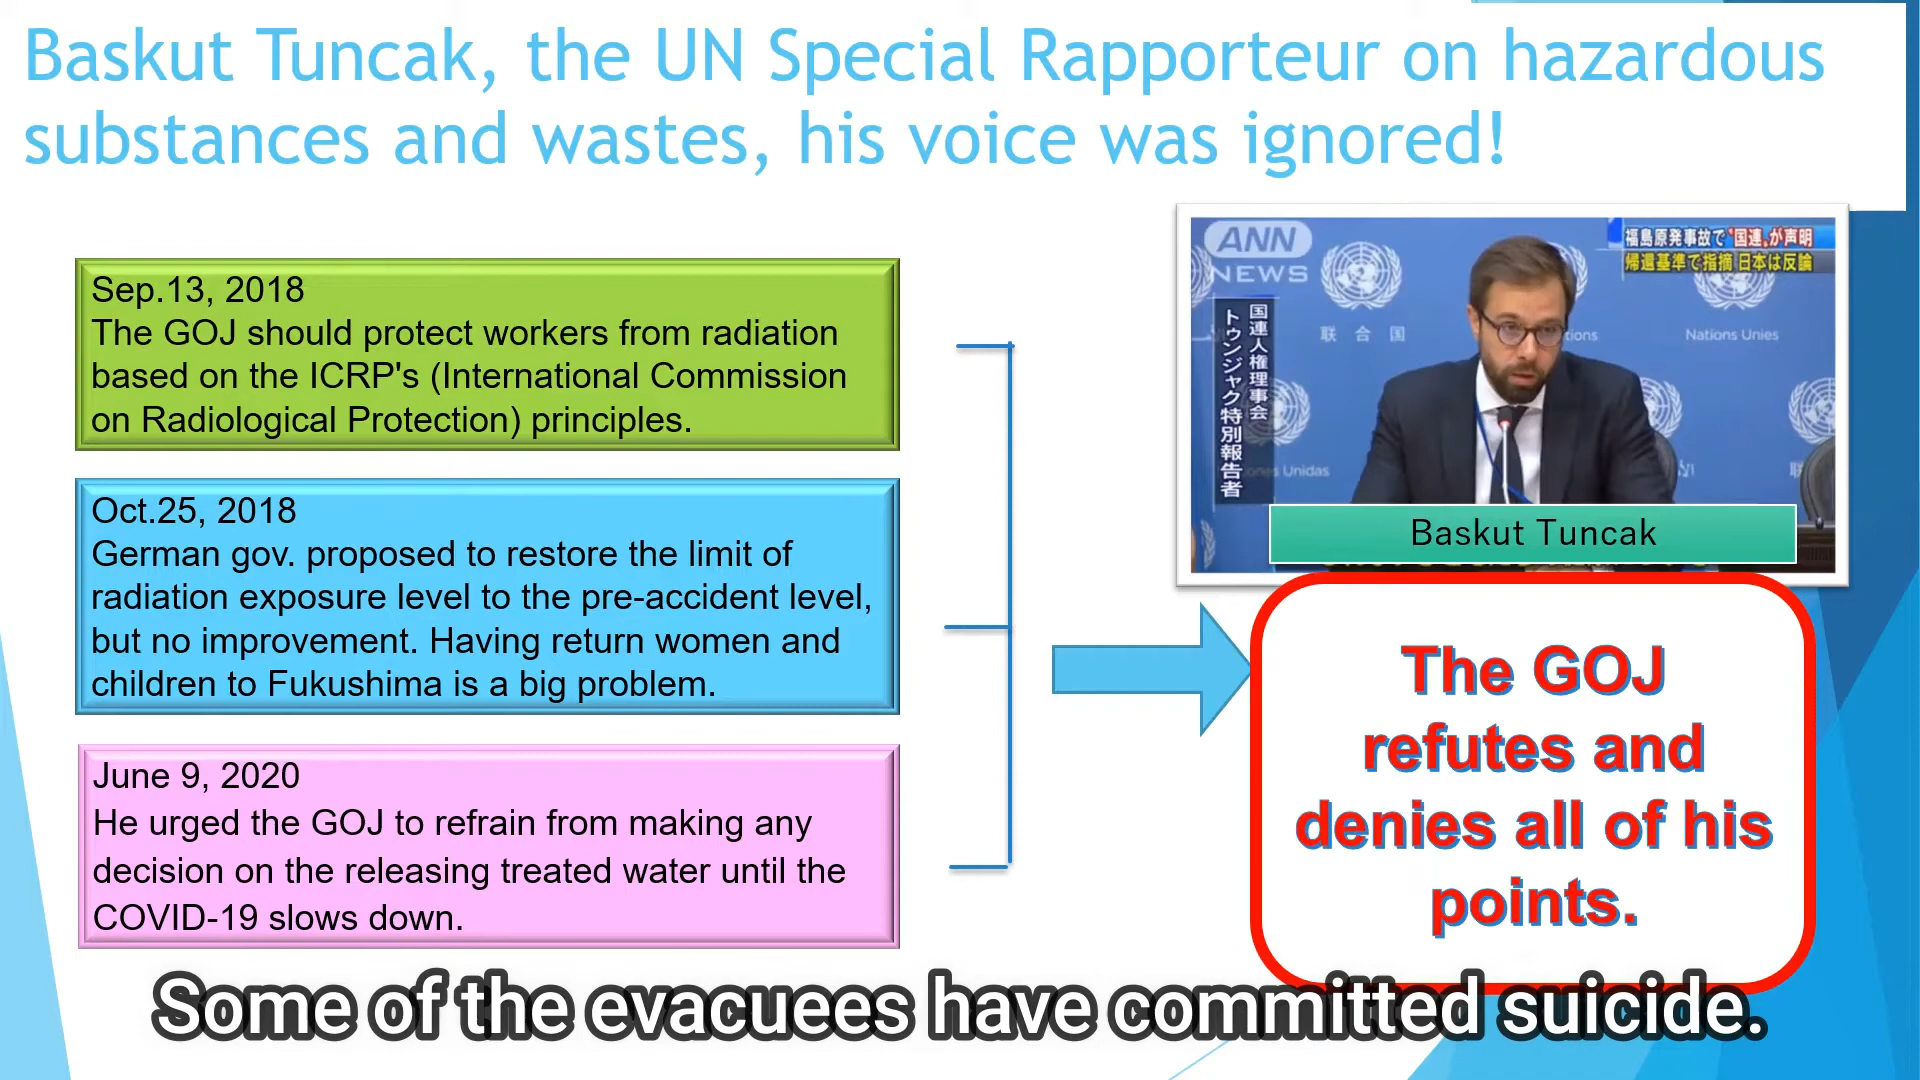 Baskut Tuncak, the UN Special Rapporteur on hazardous
substances and wastes, his voice was ignored!
Sep.13, 2018
The GOJ should protect workers from radiation
based on the ICRP's (International Commission
on Radiological Protection) principles.
Oct.25, 2018
German gov. proposed to restore the limit of
radiation exposure level to the pre-accident level,
but no improvement. Having return women and
children to Fukushima is a big problem.
June 9, 2020
He urged the GOJ to refrain from making any
decision on the releasing treated water until the
COVID-19 slows down.
ANN
NEWS
福島原発事故で“国連”が声明
帰還基準で指摘 日本は反論
国連人権理事会
トゥンジャク特別報告者
联合国
Nations Unies
Unidas
Baskut Tuncak
The GOJ
refutes and
denies all of his
points.
Some of the evacuees have committed suicide.